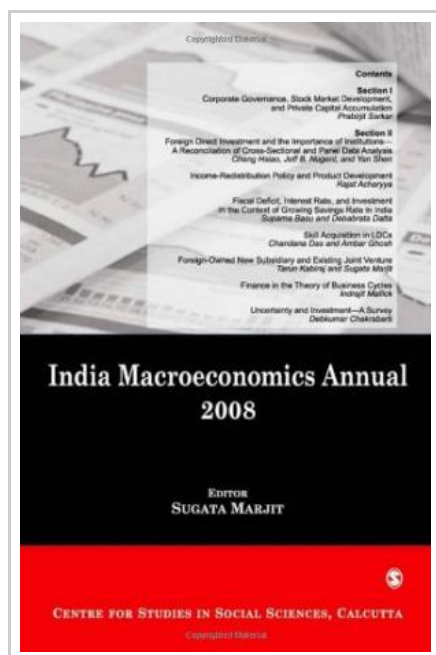 Copyrighted Material
Contents
Section I
Corporate Governance, Stock Market Development,
and Private Capital Accumulation
Prabirjit Sarkar
Section II
Foreign Direct Investment and the Importance of Institutions—
A Reconciliation of Cross-Sectional and Panel Data Analysis
Cheng Hsiao, Jeff B. Nugent, and Yan Shen
Income-Redistribution Policy and Product Development
Rajat Acharyya
Fiscal Deficit, Interest Rate, and Investment
in the Context of Growing Savings Rate in India
Suparna Basu and Debabrata Datta
Skill Acquisition in LDCs
Chandana Das and Ambar Ghosh
Foreign-Owned New Subsidiary and Existing Joint Venture
Tarun Kabiraj and Sugata Marjit
Finance in the Theory of Business Cycles
Indrajit Mallick
Uncertainty and Investment—A Survey
Debkumar Chakrabarti
India Macroeconomics Annual
2008
EDITOR
SUGATA MARJIT
S
CENTRE FOR STUDIES IN SOCIAL SCIENCES, CALCUTTA
Copyrighted Material